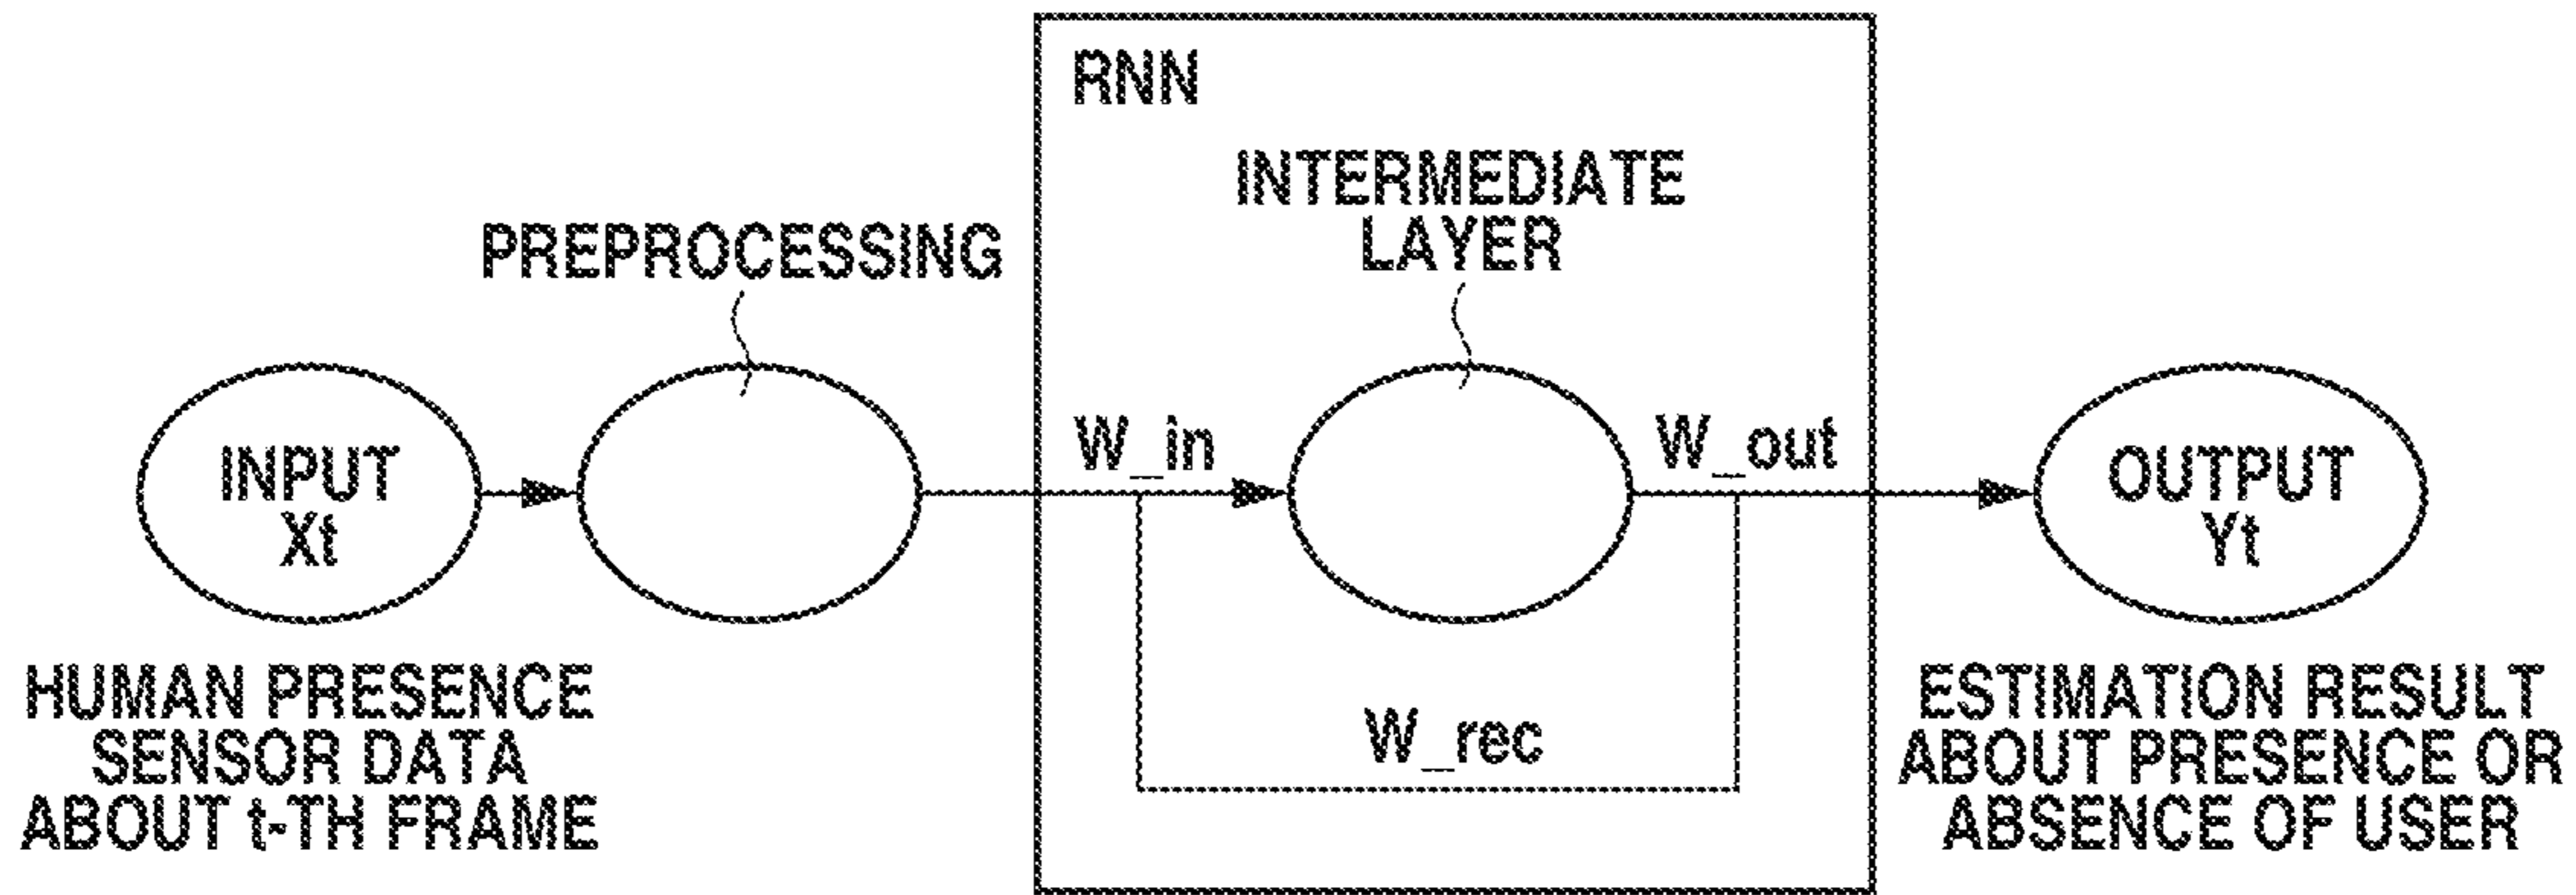 RNN
INTERMEDIATE
LAYER
PREPROCESSING
W_in
W_out
INPUT
Xt
OUTPUT
Yt
W_rec
HUMAN PRESENCE
SENSOR DATA
ABOUT t-TH FRAME
ESTIMATION RESULT
ABOUT PRESENCE OR
ABSENCE OF USER